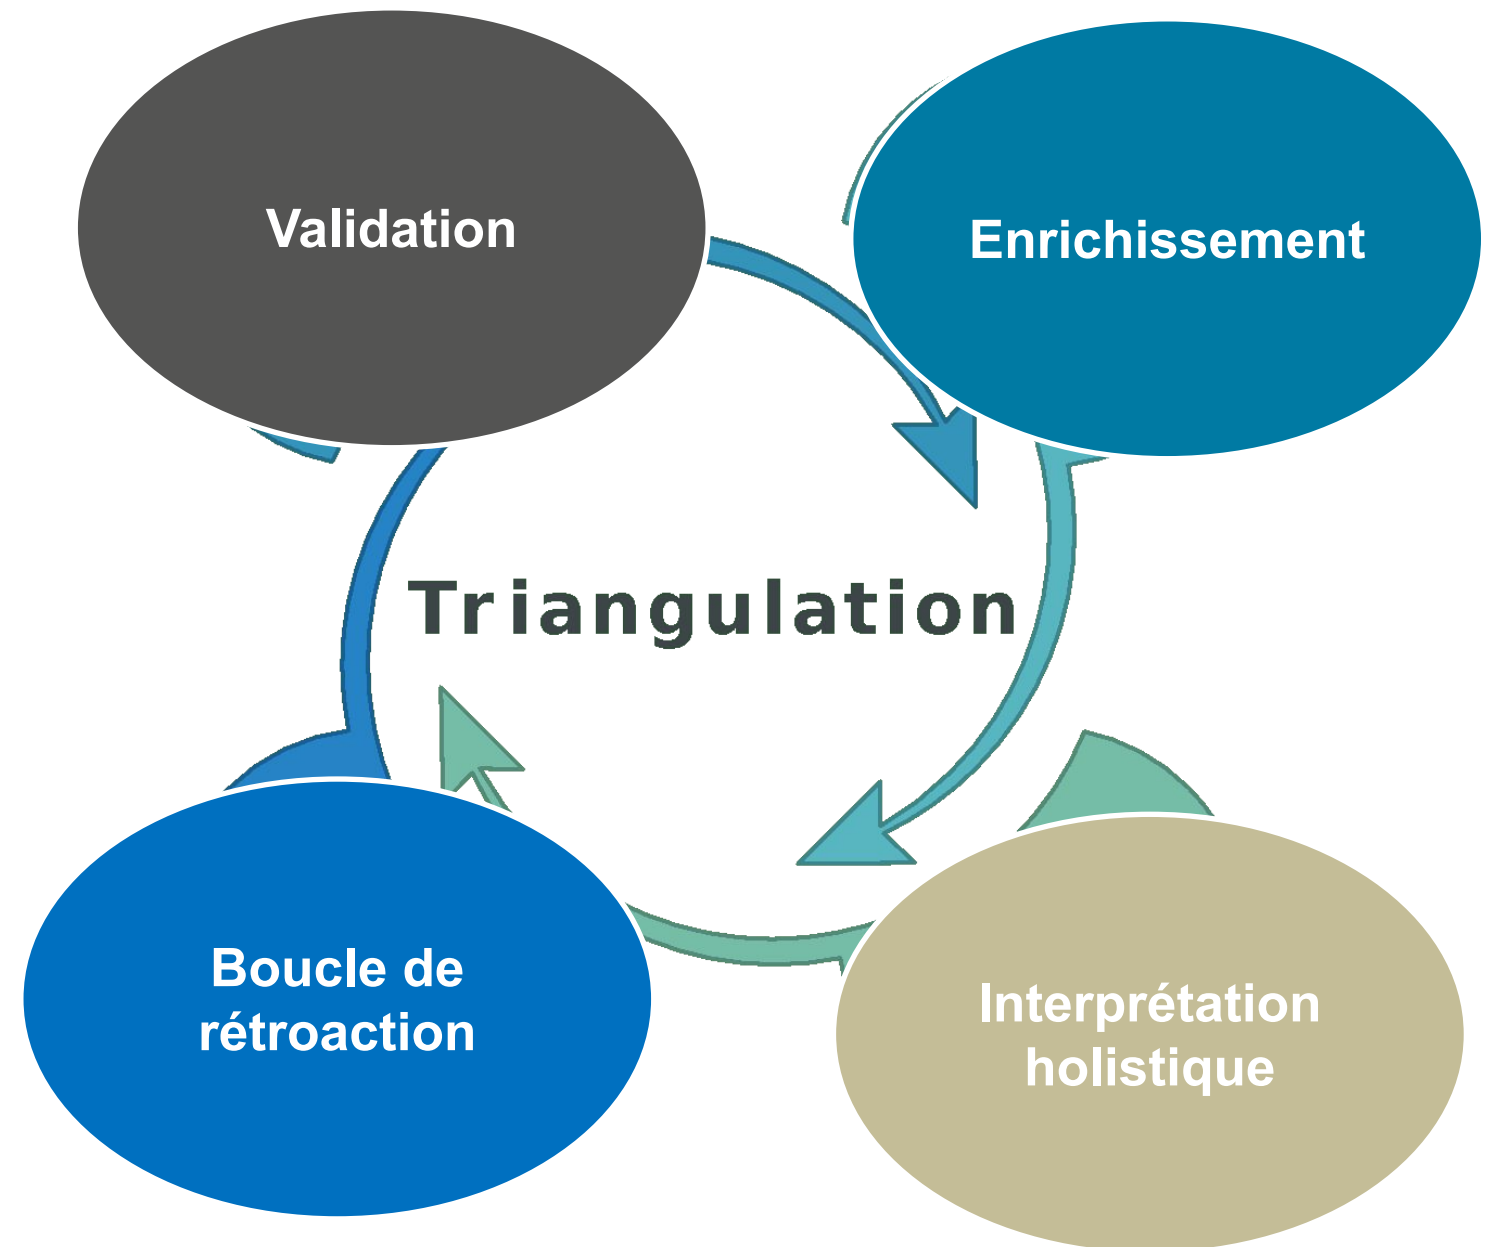 Validation
Enrichissement
Triangulation
Boucle de
rétroaction
Interprétation
holistique